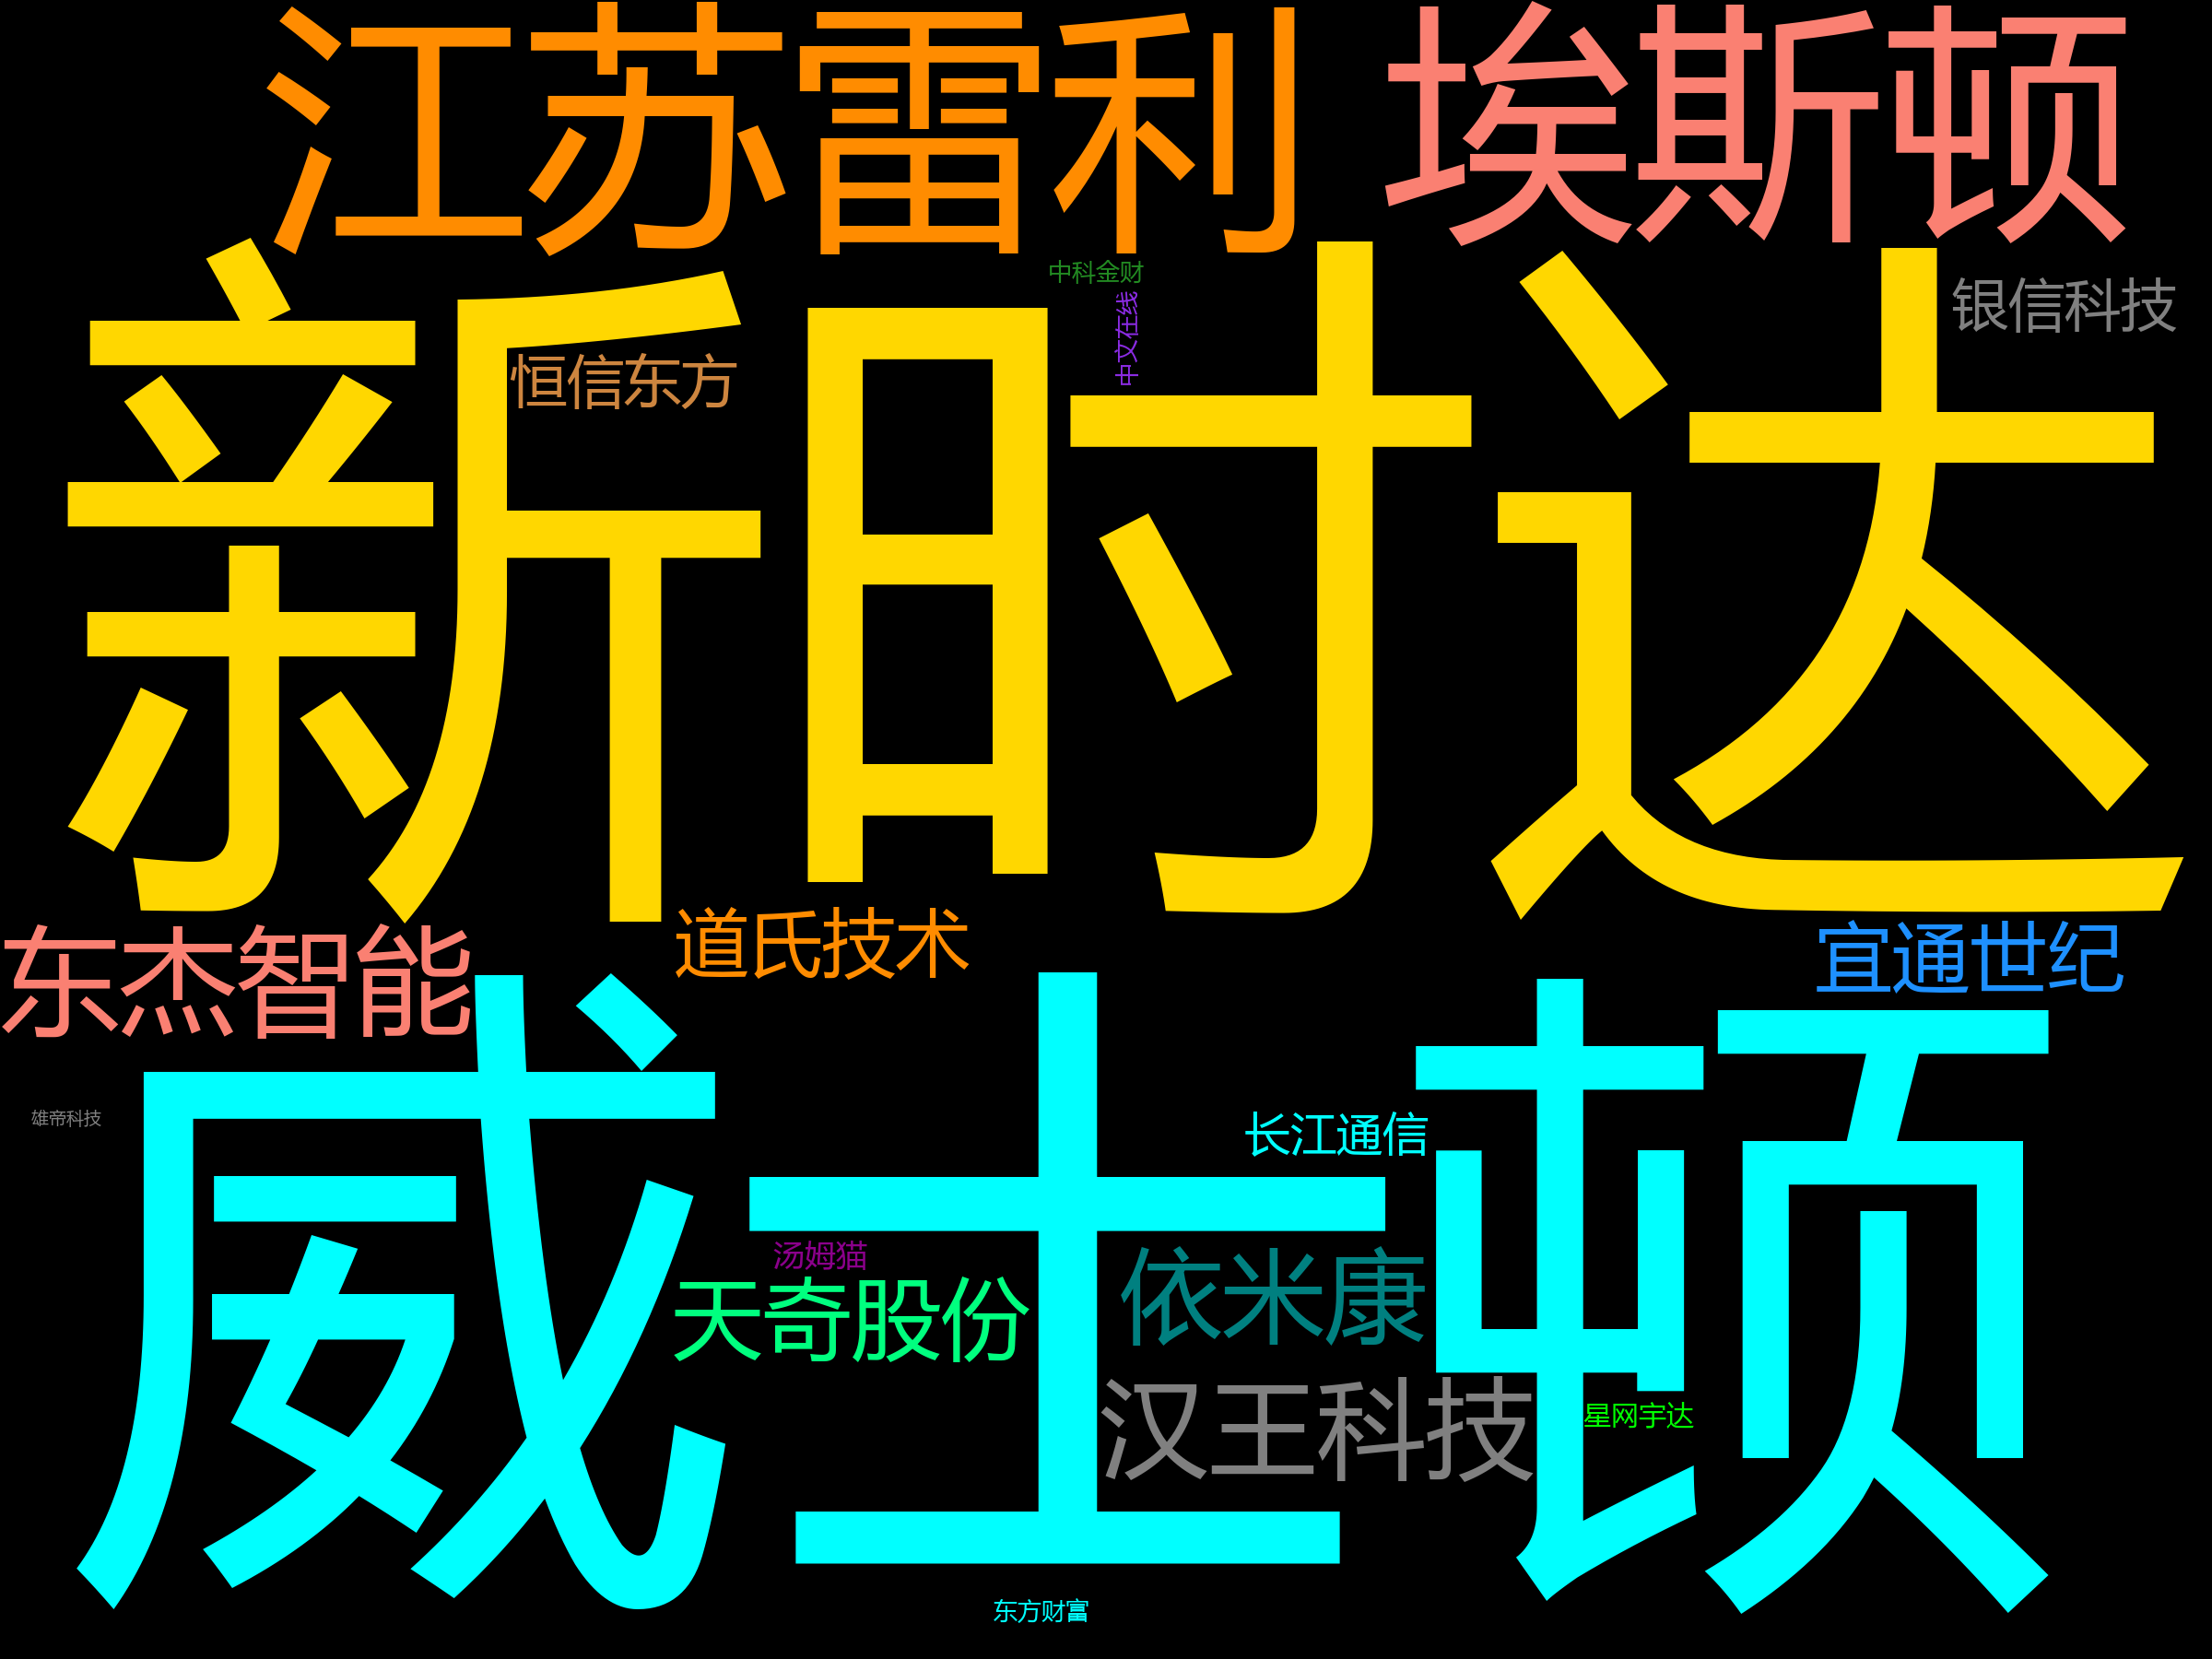 江苏雷利
埃斯顿
中科金财
银信科技
中文在线
恒信东方
新时达
道氏技术
直通世纪
东杰智能
雄帝科技
长江通信
威士顿
汤姆猫
天奇股份
依米康
汉王科技
星网宇达
东方财富